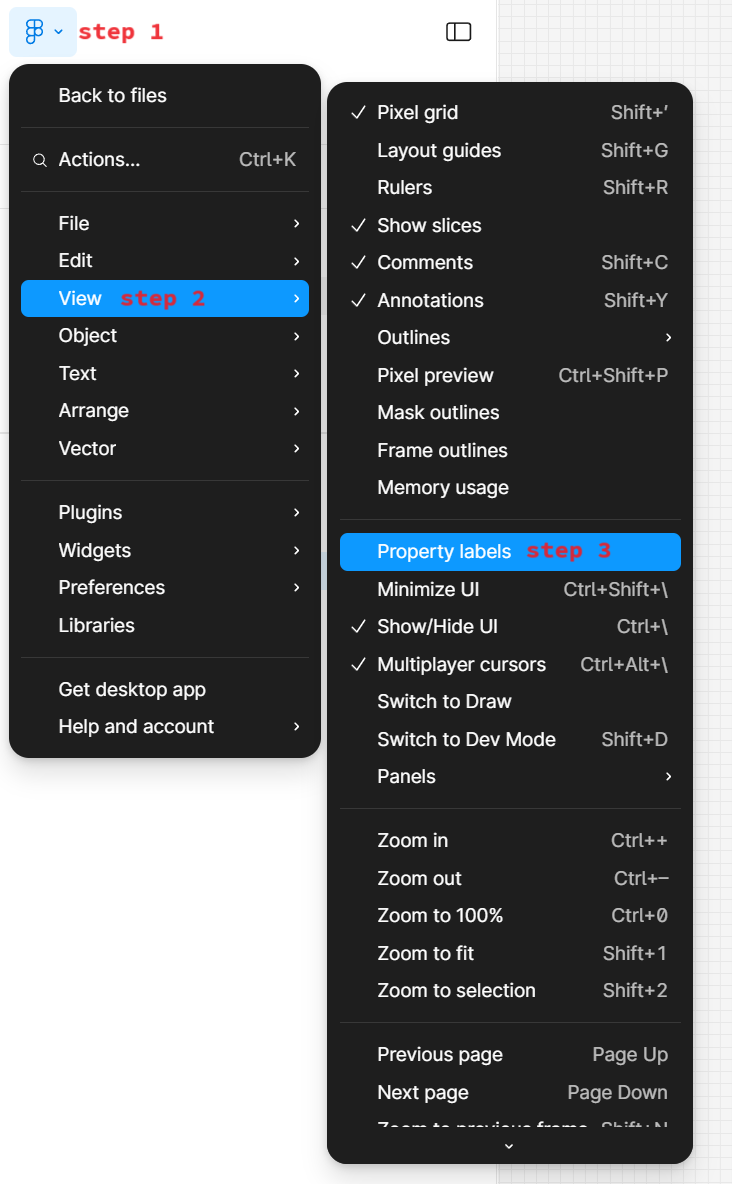 step 1
Back to files
Actions... Ctrl+K
File
Edit
View step 2
Object
Text
Arrange
Vector
Plugins
Widgets
Preferences
Libraries
Get desktop app
Help and account
Pixel grid Shift+'
Layout guides Shift+G
Rulers Shift+R
Show slices
Comments Shift+C
Annotations Shift+Y
Outlines
Pixel preview Ctrl+Shift+P
Mask outlines
Frame outlines
Memory usage
Property labels step 3
Minimize UI Ctrl+Shift+\
Show/Hide UI Ctrl+\
Multiplayer cursors Ctrl+Alt+\
Switch to Draw
Switch to Dev Mode Shift+D
Panels
Zoom in Ctrl++
Zoom out Ctrl+−
Zoom to 100% Ctrl+0
Zoom to fit Shift+1
Zoom to selection Shift+2
Previous page Page Up
Next page Page Down
Zoom to previous frame Shift+N